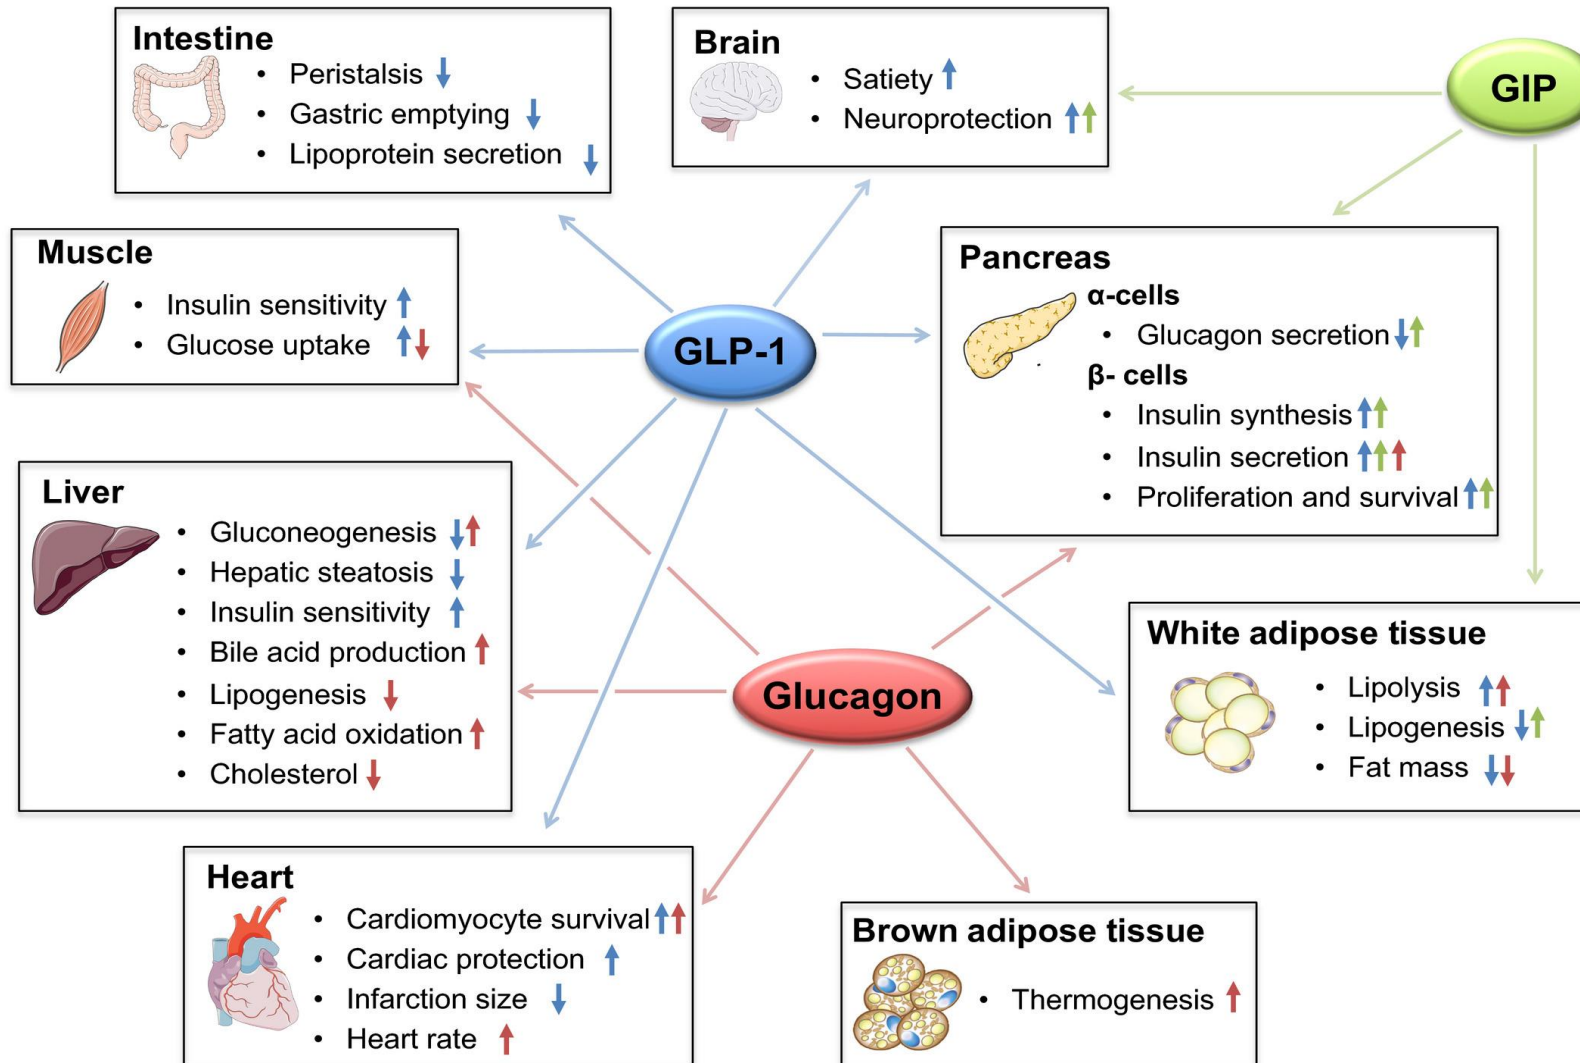 Intestine
• Peristalsis ↓
• Gastric emptying ↓
• Lipoprotein secretion ↓
Brain
• Satiety ↑
• Neuroprotection ↑↑
GIP
Muscle
• Insulin sensitivity ↑
• Glucose uptake ↑↓
GLP-1
Pancreas
α-cells
• Glucagon secretion ↓↑
β- cells
• Insulin synthesis ↑↑
• Insulin secretion ↑↑↑
• Proliferation and survival ↑↑
Liver
• Gluconeogenesis ↓↑
• Hepatic steatosis ↓
• Insulin sensitivity ↑
• Bile acid production ↑
• Lipogenesis ↓
• Fatty acid oxidation ↑
• Cholesterol ↓
Glucagon
White adipose tissue
• Lipolysis ↑↑
• Lipogenesis ↓↑
• Fat mass ↓↓
Heart
• Cardiomyocyte survival ↑↑
• Cardiac protection ↑
• Infarction size ↓
• Heart rate ↑
Brown adipose tissue
• Thermogenesis ↑